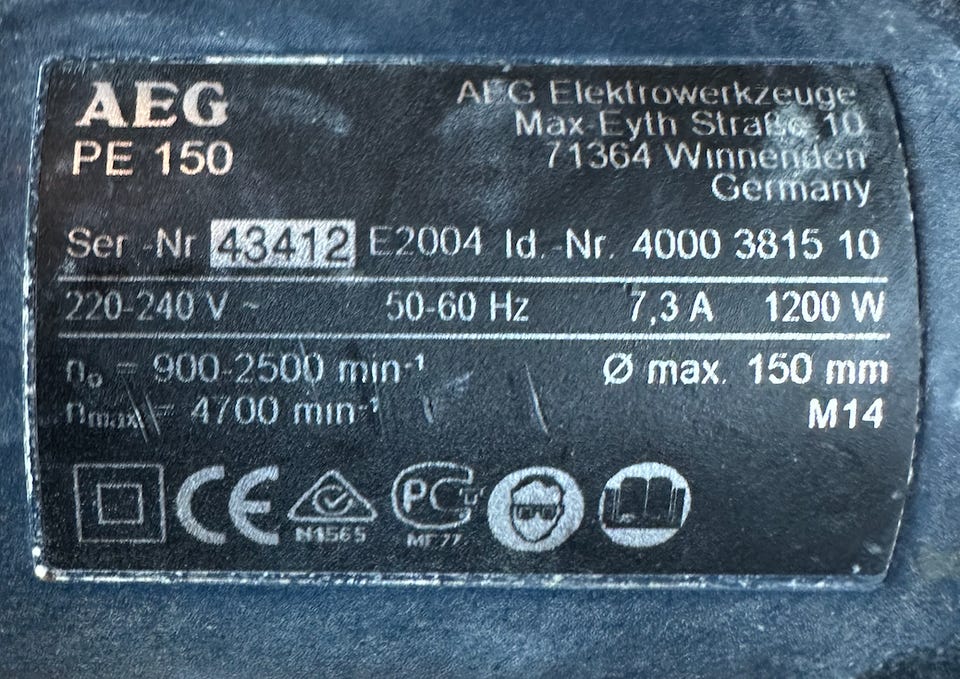 AEG
PE 150
AEG Elektrowerkzeuge
Max-Eyth Straße 10
71364 Winnenden
Germany
Ser.-Nr 43412 E2004 Id.-Nr. 4000 3815 10
220-240 V ~ 50-60 Hz 7,3 A 1200 W
n₀ = 900-2500 min⁻¹ Ø max. 150 mm
nmax = 4700 min⁻¹ M14
CE
N1565
PC